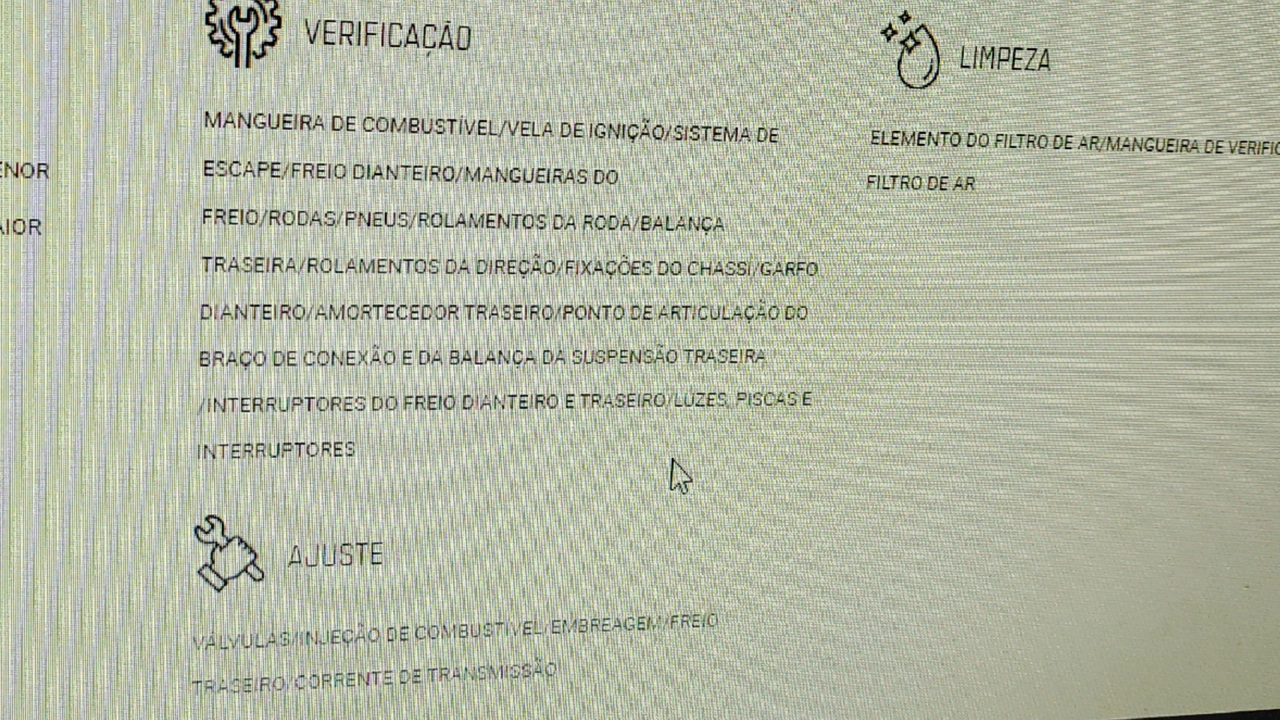 ENOR
AIOR
VERIFICAÇÃO
MANGUEIRA DE COMBUSTÍVEL/VELA DE IGNIÇÃO/SISTEMA DE
ESCAPE/FREIO DIANTEIRO/MANGUEIRAS DO
FREIO/RODAS/PNEUS/ROLAMENTOS DA RODA/BALANÇA
TRASEIRA/ROLAMENTOS DA DIREÇÃO/FIXAÇÕES DO CHASSI/GARFO
DIANTEIRO/AMORTECEDOR TRASEIRO/PONTO DE ARTICULAÇÃO DO
BRAÇO DE CONEXÃO E DA BALANÇA DA SUSPENSÃO TRASEIRA
/INTERRUPTORES DO FREIO DIANTEIRO E TRASEIRO/LUZES, PISCAS E
INTERRUPTORES
AJUSTE
VÁLVULAS/INJEÇÃO DE COMBUSTÍVEL/EMBREAGEM/FREIO
TRASEIRO/CORRENTE DE TRANSMISSÃO
LIMPEZA
ELEMENTO DO FILTRO DE AR/MANGUEIRA DE VERIFIC
FILTRO DE AR